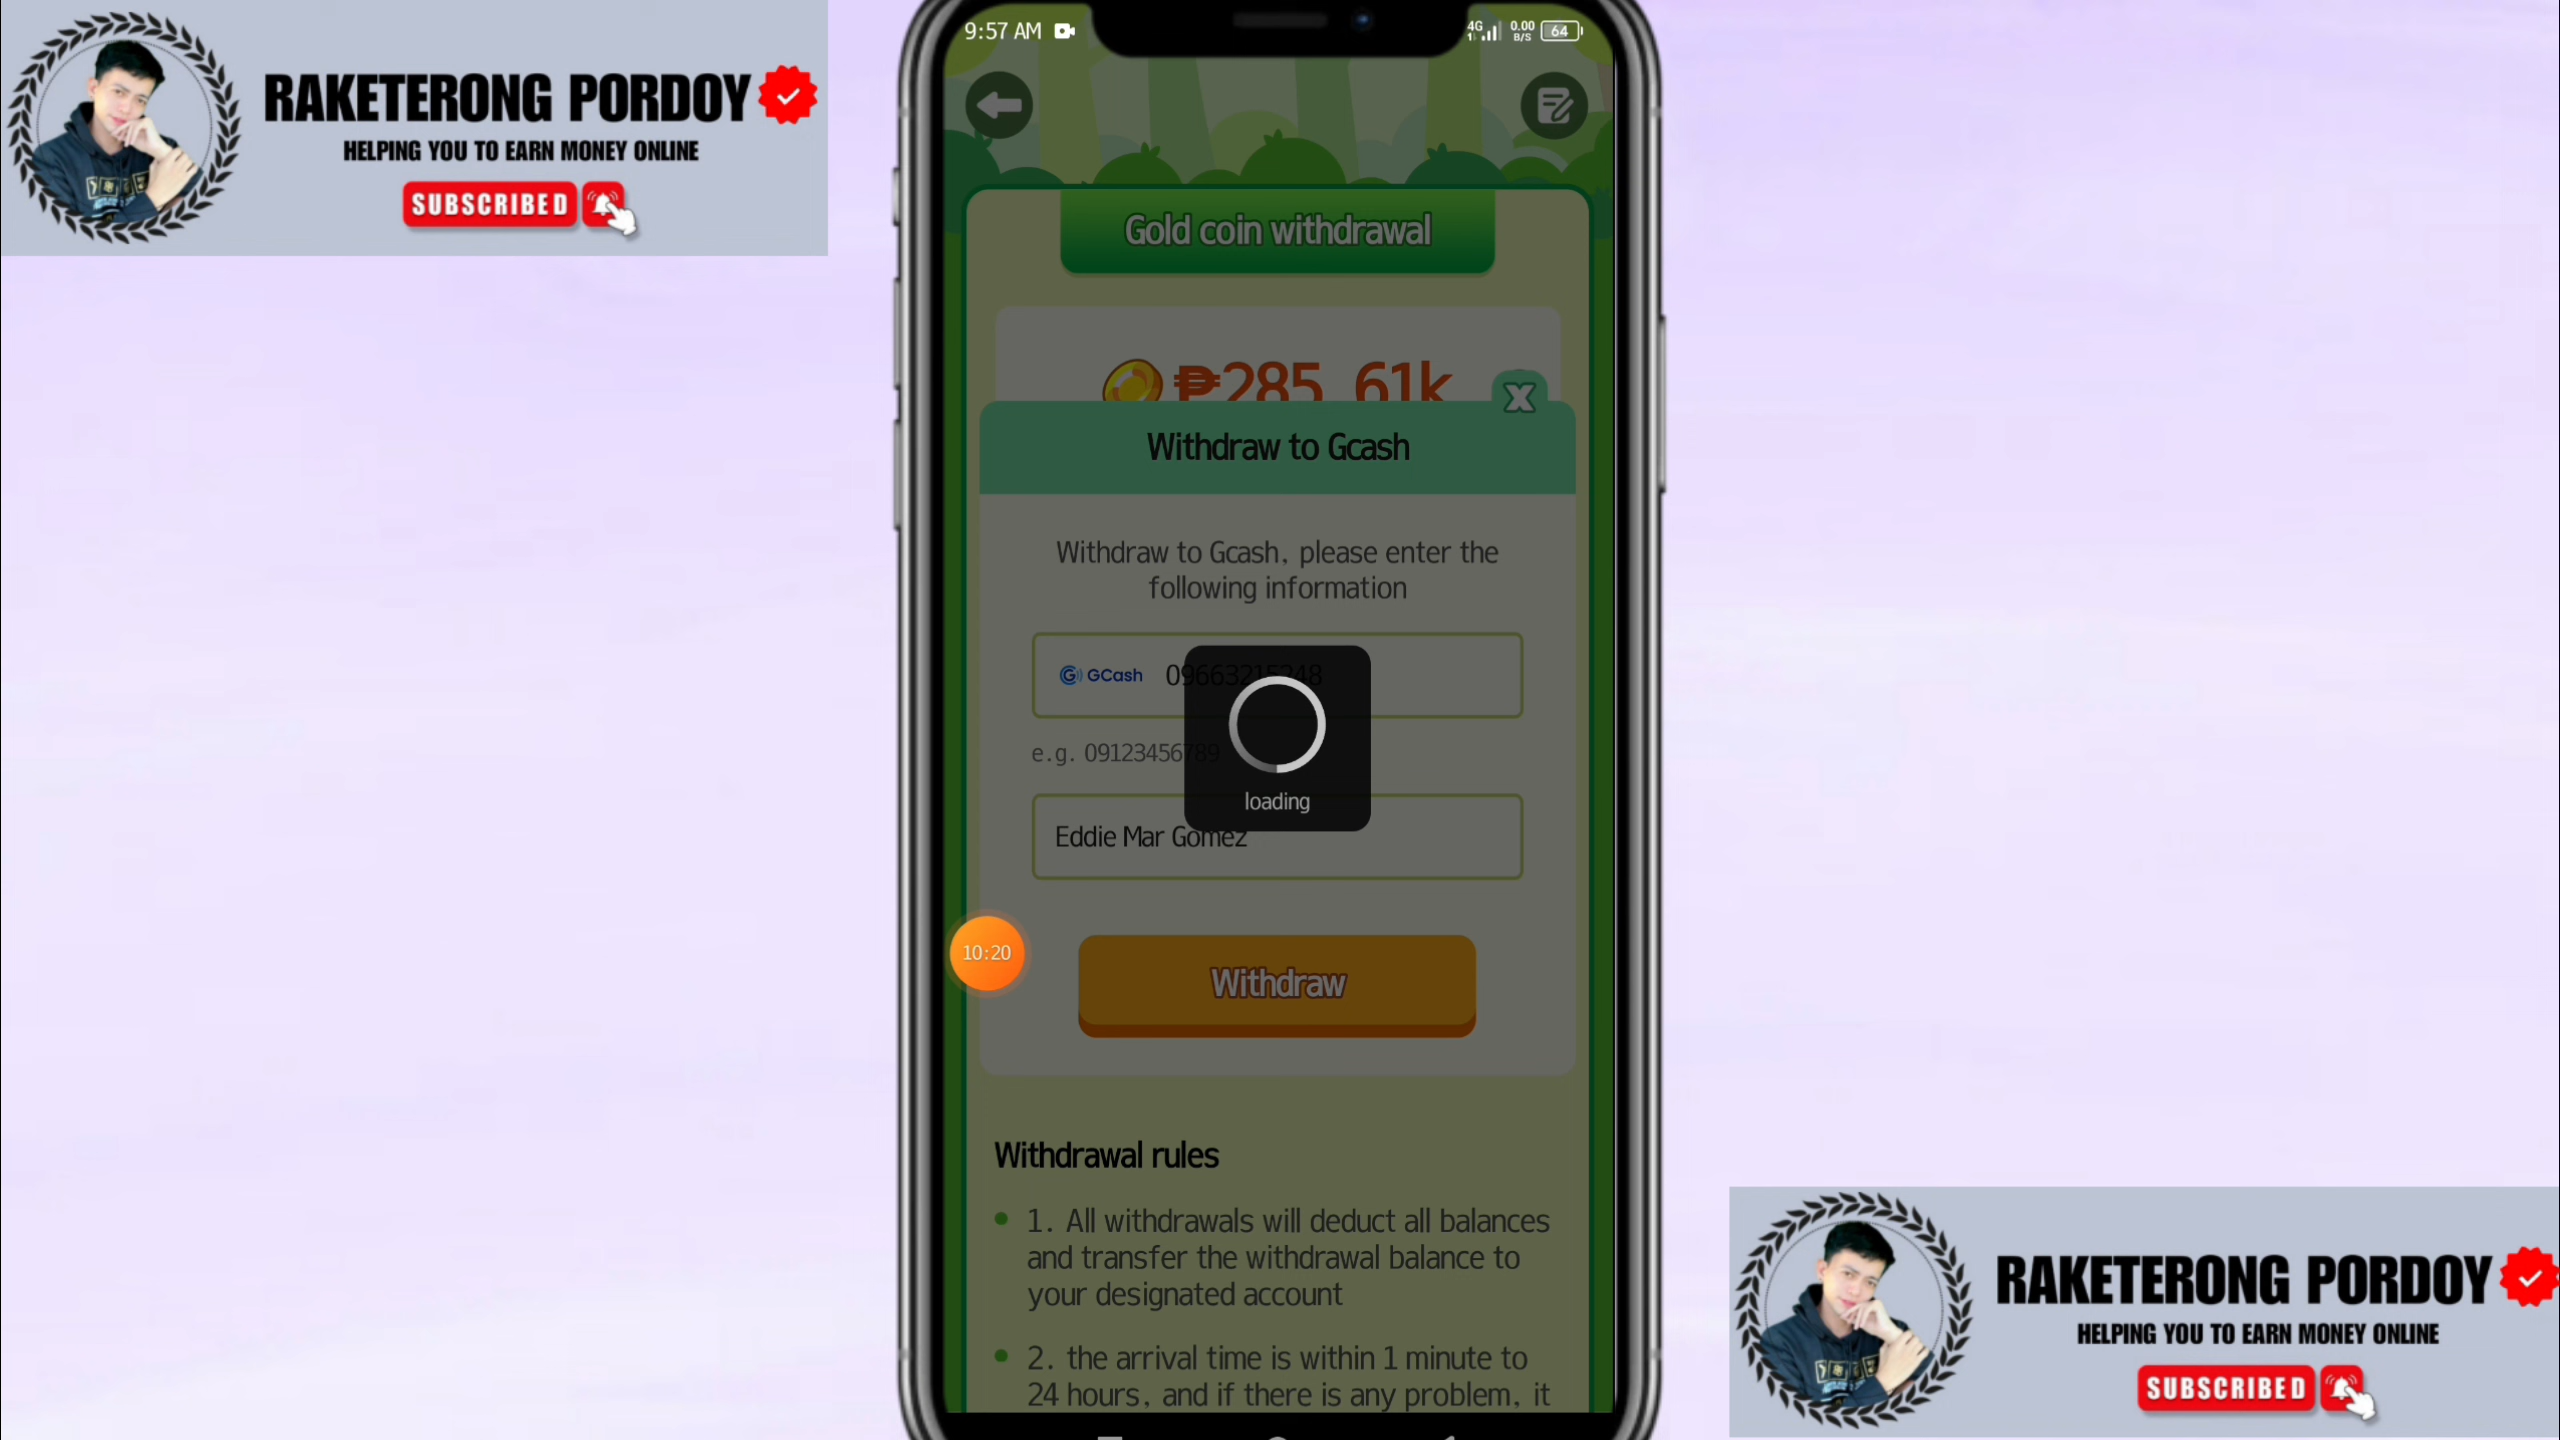 RAKETERONG PORDOY
HELPING YOU TO EARN MONEY ONLINE
SUBSCRIBED
9:57 AM
4G
0.00
B/S
64
Gold coin withdrawal
₱285.61k
X
Withdraw to Gcash
Withdraw to Gcash, please enter the
following information
GCash 09663215248
e.g. 09123456789
loading
Eddie Mar Gomez
10:20
Withdraw
Withdrawal rules
1. All withdrawals will deduct all balances
and transfer the withdrawal balance to
your designated account
2. the arrival time is within 1 minute to
24 hours, and if there is any problem, it
RAKETERONG PORDOY
HELPING YOU TO EARN MONEY ONLINE
SUBSCRIBED